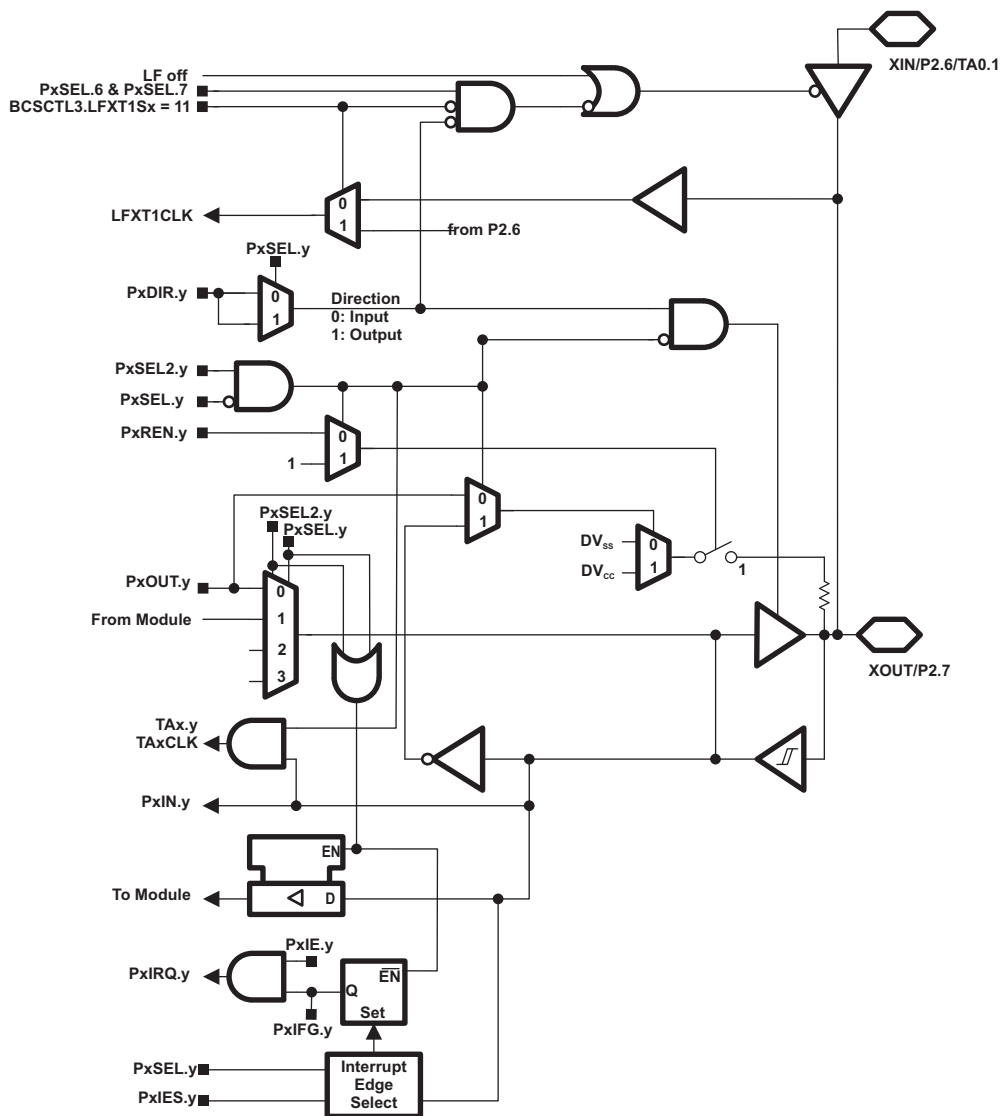 XIN/P2.6/TA0.1
LF off
PxSEL.6 & PxSEL.7
BCSCTL3.LFXT1Sx = 11
0
LFXT1CLK
1
from P2.6
PxSEL.y
PxDIR.y
0
1
Direction
0: Input
1: Output
PxSEL2.y
PxSEL.y
PxREN.y
0
1
1
0
1
PxSEL2.y
PxSEL.y
DVSS
0
DVCC
1
1
PxOUT.y
0
From Module
1
2
3
XOUT/P2.7
TAx.y
TAxCLK
PxIN.y
EN
To Module
D
PxIE.y
PxIRQ.y
EN
Q
Set
PxIFG.y
PxSEL.y
PxIES.y
Interrupt
Edge
Select